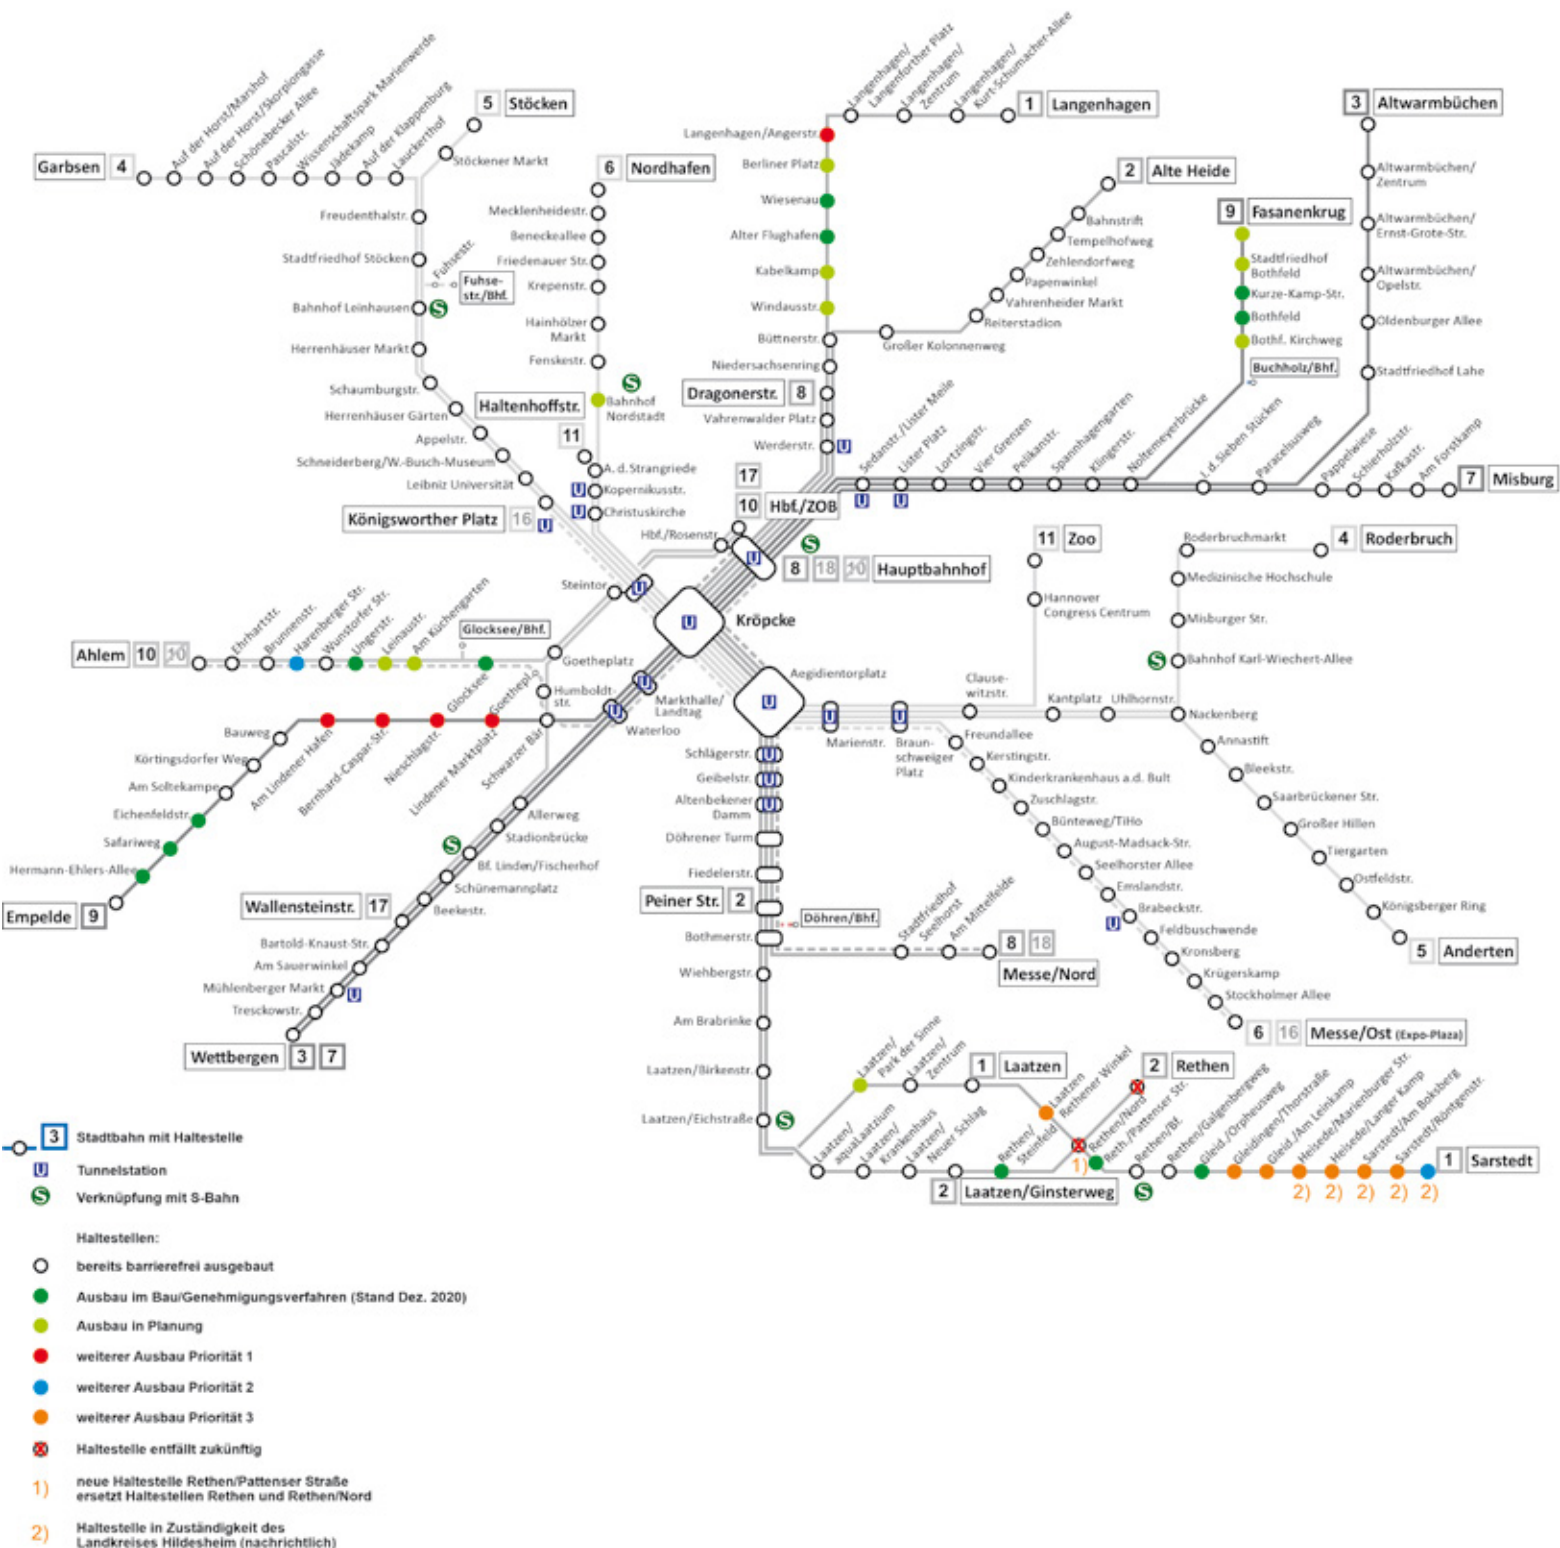 Auf der Horst/Marshof
Auf der Horst/Skorpiongasse
Schönebecker Allee
Pascalstr.
Wissenschaftspark Marienwerde
Jädekamp
Auf der Klappenburg
Lauckerthof
Garbsen 4
5 Stöcken
Stöckener Markt
Freudenthalstr.
Stadtfriedhof Stöcken
Fuhsestr.
Fuhse-
str./Bhf.
Bahnhof Leinhausen
S
Herrenhäuser Markt
Schaumburgstr.
Herrenhäuser Gärten
Appelstr.
Schneiderberg/W.-Busch-Museum
Leibniz Universität
Königsworther Platz 16
U
6 Nordhafen
Mecklenheidestr.
Beneckeallee
Friedenauer Str.
Krepenstr.
Hainhölzer
Markt
Fenskestr.
S
Bahnhof
Nordstadt
Haltenhoffstr.
11
A.d.Strangriede
U
Kopernikusstr.
U
Christuskirche
Langenhagen/
Langenforther Platz
Langenhagen/
Zentrum
Langenhagen/
Kurt-Schumacher-Allee
1 Langenhagen
Langenhagen/Angerstr.
Berliner Platz
Wiesenau
Alter Flughafen
Kabelkamp
Windausstr.
Büttnerstr.
Niedersachsenring
Dragonerstr. 8
Vahrenwalder Platz
Werderstr.
U
2 Alte Heide
Bahnstrift
Tempelhofweg
Zehlendorfweg
Papenwinkel
Vahrenheider Markt
Reiterstadion
Großer Kolonnenweg
9 Fasanenkrug
Stadtfriedhof
Bothfeld
Kurze-Kamp-Str.
Bothfeld
Bothf. Kirchweg
Buchholz/Bhf.
3 Altwarmbüchen
Altwarmbüchen/
Zentrum
Altwarmbüchen/
Ernst-Grote-Str.
Altwarmbüchen/
Opelstr.
Oldenburger Allee
Stadtfriedhof Lahe
Sedanstr./Lister Meile
U
Lister Platz
U
Lortzingstr.
Vier Grenzen
Pelikanstr.
Spannhagengarten
Klingerstr.
Noltemeyerbrücke
I. d. Sieben Stücken
Paracelsusweg
Pappelwiese
Schierholzstr.
Kafkastr.
Am Forstkamp
7 Misburg
17
10 Hbf./ZOB
Hbf./Rosenstr.
U
S
8 18 10 Hauptbahnhof
Steintor
U
U
Kröpcke
11 Zoo
Hannover
Congress Centrum
Roderbruchmarkt
4 Roderbruch
Medizinische Hochschule
Misburger Str.
S
Bahnhof Karl-Wiechert-Allee
Ahlem 10 10
Ehrhartstr.
Brunnenstr.
Harenberger Str.
Wunstorfer Str.
Ungerstr.
Leinaustr.
Am Küchengarten
Glocksee/Bhf.
Glocksee
Goethepl.
Goetheplatz
Humboldt-
str.
U
Markthalle/
Landtag
U
Waterloo
Bauweg
Körtingsdorfer Weg
Am Soltekampe
Eichenfeldstr.
Safariweg
Hermann-Ehlers-Allee
Empelde 9
Am Lindener Hafen
Bernhard-Caspar-Str.
Nieschlagstr.
Lindener Marktplatz
Schwarzer Bär
Allerweg
Stadionbrücke
S
Bf. Linden/Fischerhof
Schünemannplatz
Beekestr.
Wallensteinstr. 17
Bartold-Knaust-Str.
Am Sauerwinkel
Mühlenberger Markt
U
Tresckowstr.
Wettbergen 3 7
Aegidientorplatz
U
U
Marienstr.
U
Braun-
schweiger
Platz
Clause-
witzstr.
Kantplatz
Uhlhornstr.
Nackenberg
Annastift
Bleekstr.
Saarbrückener Str.
Großer Hillen
Tiergarten
Ostfeldstr.
Königsberger Ring
5 Anderten
Freundallee
Kerstingstr.
Kinderkrankenhaus a.d. Bult
Zuschlagstr.
Bünteweg/TiHo
August-Madsack-Str.
Seelhorster Allee
Emslandstr.
U
Brabeckstr.
Feldbuschwende
Kronsberg
Krügerskamp
Stockholmer Allee
6 16 Messe/Ost (Expo-Plaza)
Schlägerstr.
U
Geibelstr.
U
Altenbekener
Damm
U
Döhrener Turm
Fiedelerstr.
Peiner Str. 2
Döhren/Bhf.
Bothmerstr.
Stadtfriedhof
Seelhorst
Am Mittelfelde
8 18
Messe/Nord
Wiehbergstr.
Am Brabrinke
Laatzen/Birkenstr.
Laatzen/Eichstraße
S
Laatzen/
Park der Sinne
Laatzen/
Zentrum
1 Laatzen
Laatzen
Rethener Winkel
2 Rethen
Laatzen/
aquaLaatzium
Laatzen/
Krankenhaus
Laatzen/
Neuer Schlag
2 Laatzen/Ginsterweg
Rethen/
Steinfeld
Rethen/Nord
1)
Reth./Pattenser Str.
Rethen/Bf.
S
Rethen/Galgenbergweg
Gleid./Orpheusweg
Gleidingen/Thorstraße
Gleid./Am Leinkamp
Heisede/Marienburger Str.
Heisede/Langer Kamp
Sarstedt/Am Boksberg
Sarstedt/Röntgenstr.
1 Sarstedt
2) 2) 2) 2) 2)
3 Stadtbahn mit Haltestelle
U Tunnelstation
S Verknüpfung mit S-Bahn
Haltestellen:
bereits barrierefrei ausgebaut
Ausbau im Bau/Genehmigungsverfahren (Stand Dez. 2020)
Ausbau in Planung
weiterer Ausbau Priorität 1
weiterer Ausbau Priorität 2
weiterer Ausbau Priorität 3
Haltestelle entfällt zukünftig
1) neue Haltestelle Rethen/Pattenser Straße
ersetzt Haltestellen Rethen und Rethen/Nord
2) Haltestelle in Zuständigkeit des
Landkreises Hildesheim (nachrichtlich)